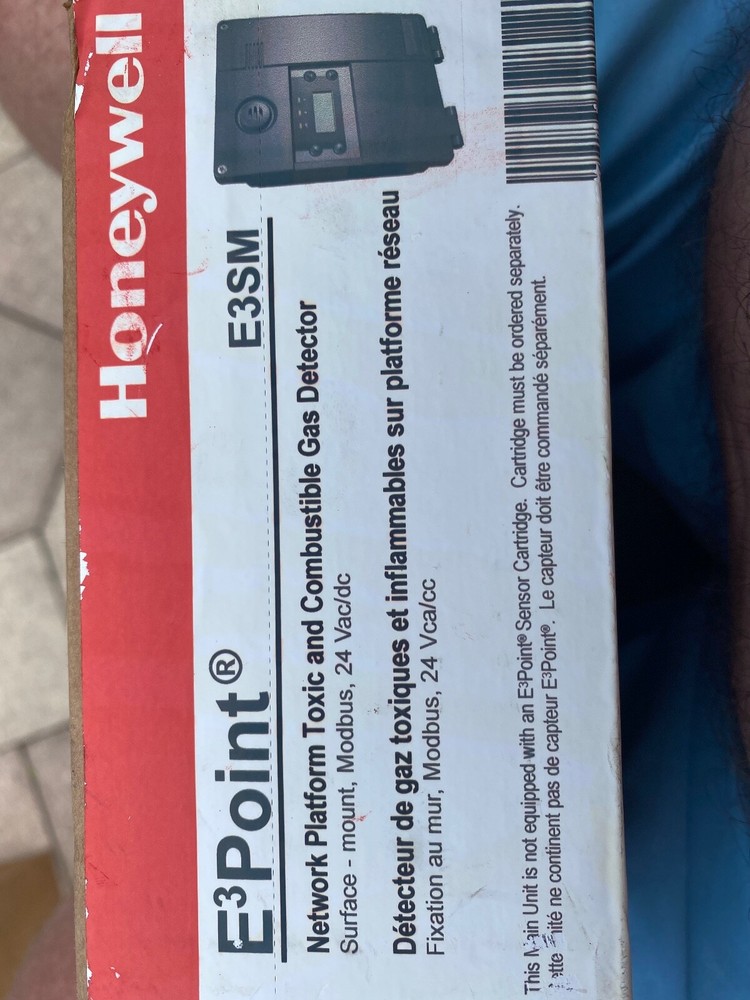 Honeywell
E³Point® E3SM
Network Platform Toxic and Combustible Gas Detector
Surface - mount, Modbus, 24 Vac/dc
Détecteur de gaz toxiques et inflammables sur platforme réseau
Fixation au mur, Modbus, 24 Vca/cc
This Main Unit is not equipped with an E³Point® Sensor Cartridge. Cartridge must be ordered separately.
ne continent pas de capteur E³Point®. Le capteur doit être commandé séparément.